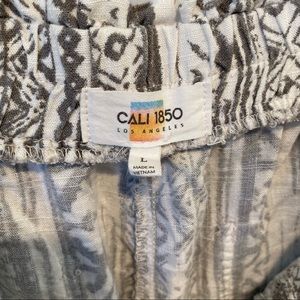 CALI 1850
LOS ANGELES
L
MADE IN
VIETNAM